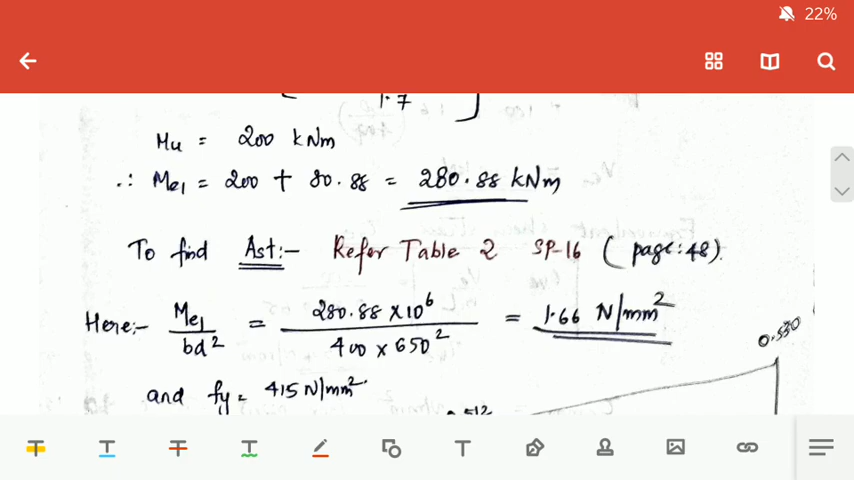 22%
1.7
Mu = 200 kNm
∴ Me1 = 200 + 80.88 = 280.88 kNm
To find Ast:- Refer Table 2 SP-16 (page:48).
Here:- Me1/bd² = 280.88 × 10⁶/400 × 650² = 1.66 N/mm²
0.530
and fy = 415 N/mm²
0.512
T T T T T